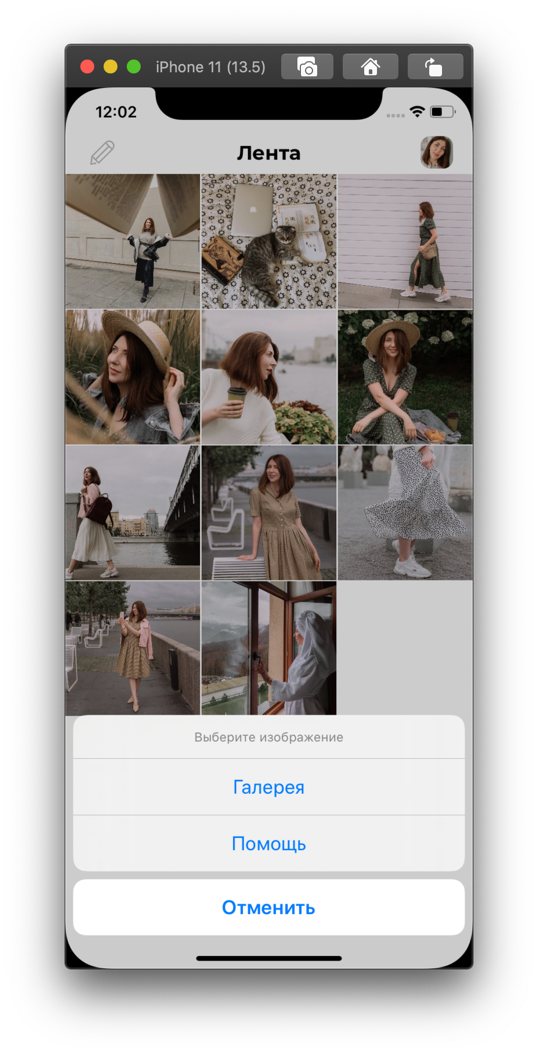 iPhone 11 (13.5)
12:02
Лента
Выберите изображение
Галерея
Помощь
Отменить